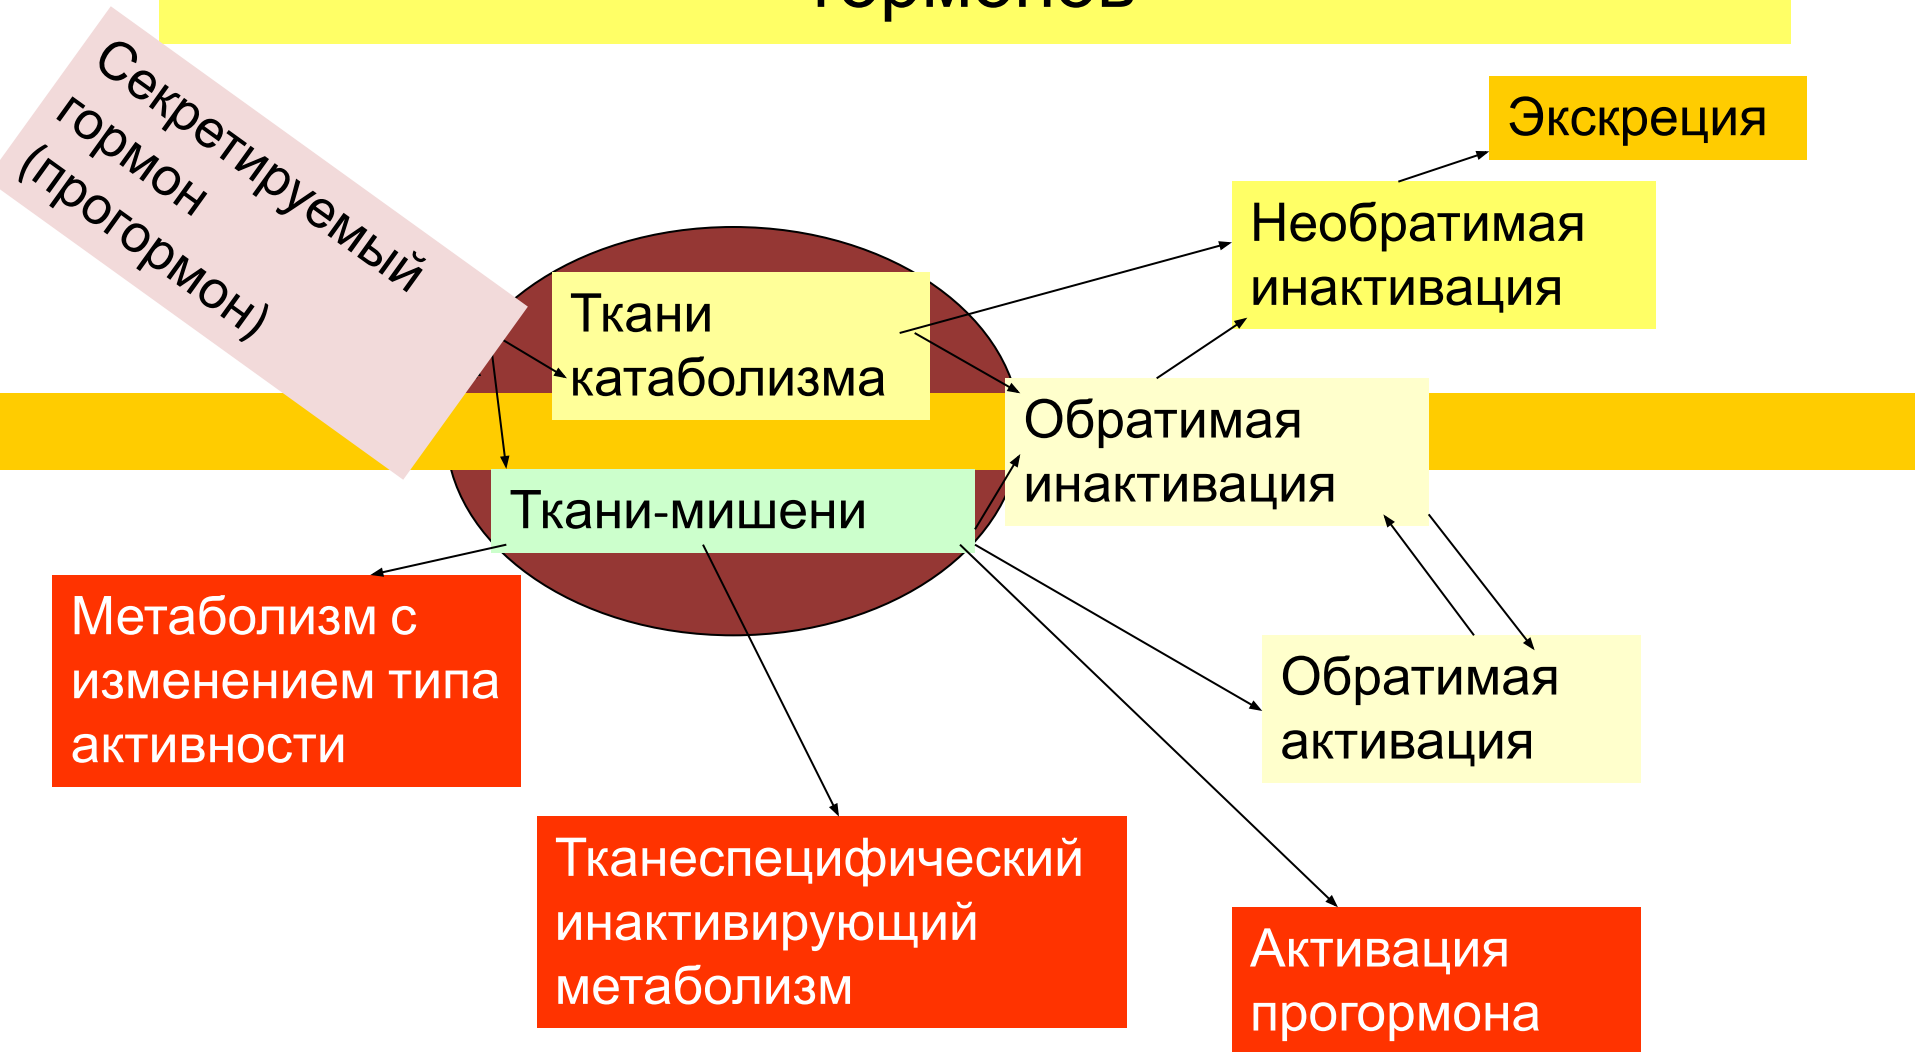 гормонов
Секретируемый
гормон
(прогормон)
Экскреция
Необратимая
инактивация
Ткани
катаболизма
Обратимая
инактивация
Ткани-мишени
Метаболизм с
изменением типа
активности
Обратимая
активация
Тканеспецифический
инактивирующий
метаболизм
Активация
прогормона